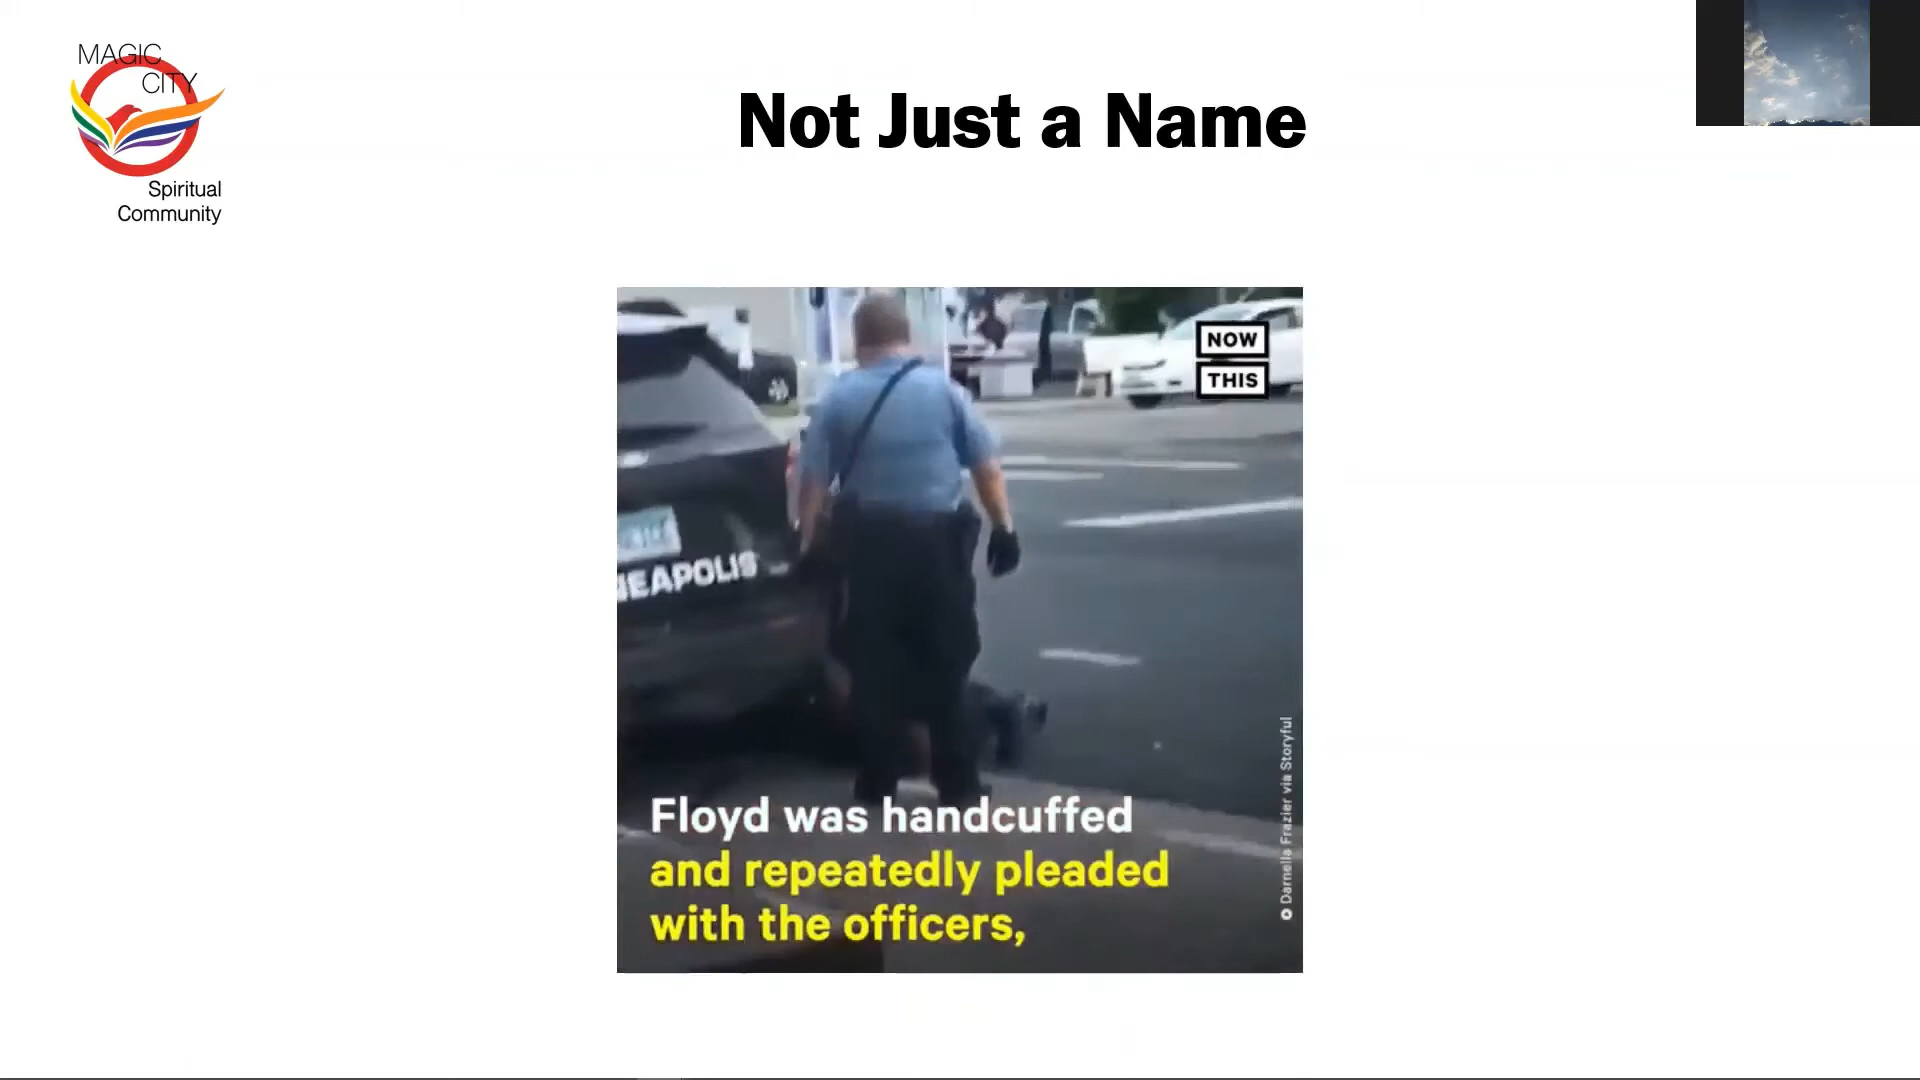 MAGIC
CITY
Spiritual
Community
Not Just a Name
NOW
THIS
NEAPOLIS
Floyd was handcuffed
and repeatedly pleaded
with the officers,
Darnella Frazier via Storyful